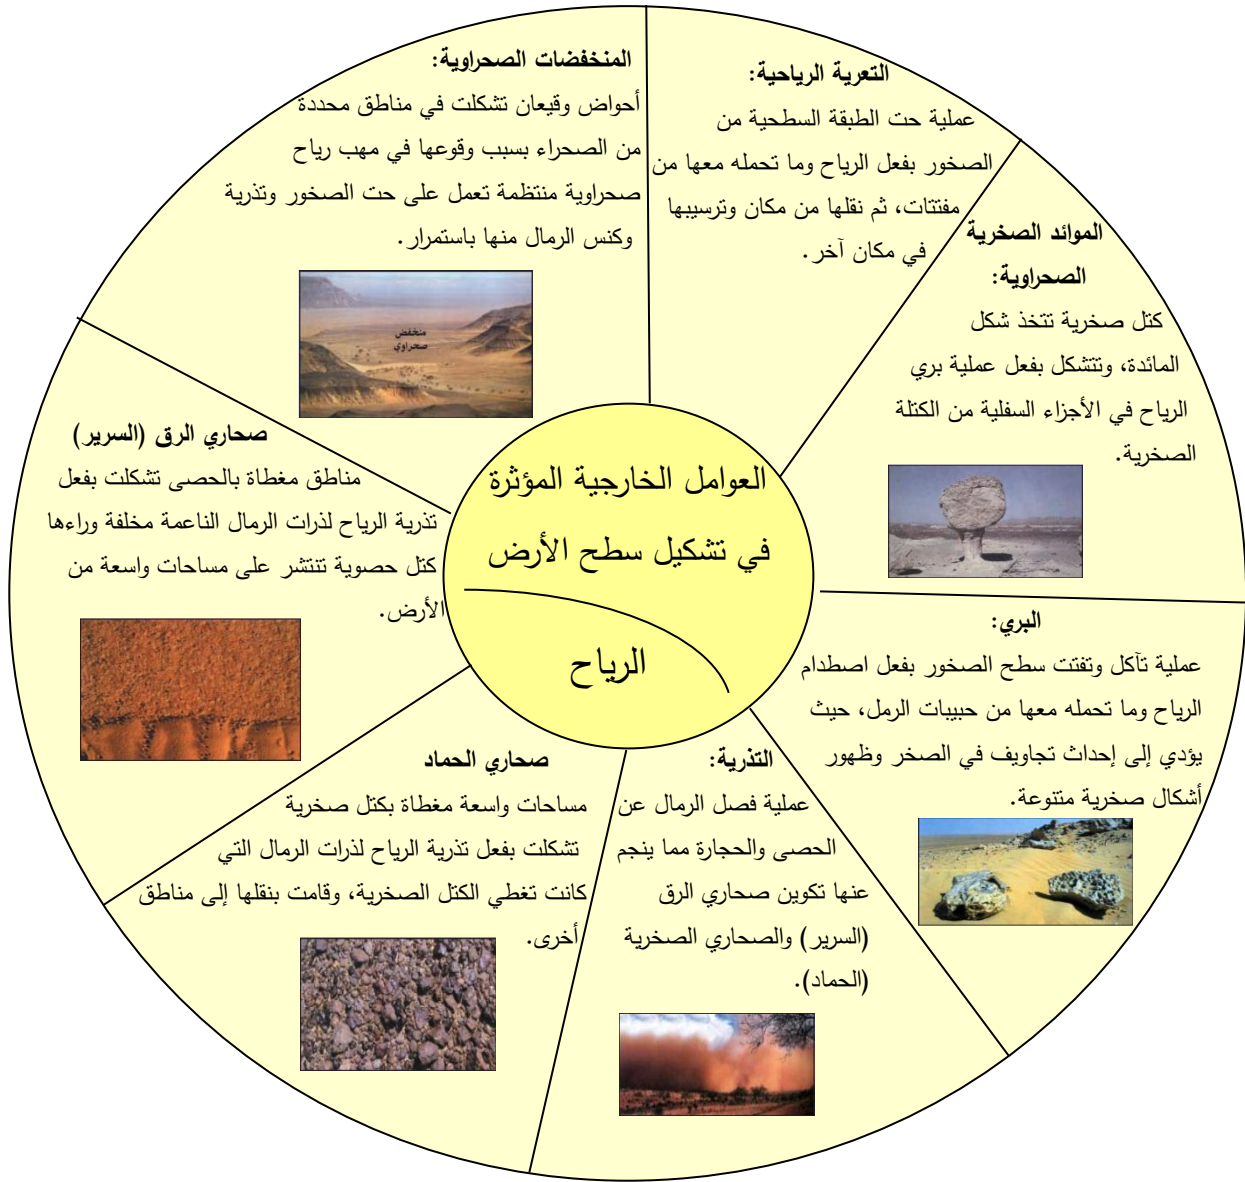 العوامل الخارجية المؤثرة
في تشكيل سطح الأرض
الرياح
التعرية الرياحية:
عملية حت الطبقة السطحية من
الصخور بفعل الرياح وما تحمله معها من
مفتتات، ثم نقلها من مكان وترسيبها
في مكان آخر.
الموائد الصخرية
الصحراوية:
كتل صخرية تتخذ شكل
المائدة، وتتشكل بفعل عملية بري
الرياح في الأجزاء السفلية من الكتلة
الصخرية.
البري:
عملية تآكل وتفتت سطح الصخور بفعل اصطدام
الرياح وما تحمله معها من حبيبات الرمل، حيث
يؤدي إلى إحداث تجاويف في الصخر وظهور
أشكال صخرية متنوعة.
التذرية:
عملية فصل الرمال عن
الحصى والحجارة مما ينجم
عنها تكوين صحاري الرق
(السرير) والصحاري الصخرية
(الحماد).
صحاري الحماد
مساحات واسعة مغطاة بكتل صخرية
تشكلت بفعل تذرية الرياح لذرات الرمال التي
كانت تغطي الكتل الصخرية، وقامت بنقلها إلى مناطق
أخرى.
صحاري الرق (السرير)
مناطق مغطاة بالحصى تشكلت بفعل
تذرية الرياح لذرات الرمال الناعمة مخلفة وراءها
كتل حصوية تنتشر على مساحات واسعة من
الأرض.
المنخفضات الصحراوية:
أحواض وقيعان تشكلت في مناطق محددة
من الصحراء بسبب وقوعها في مهب رياح
صحراوية منتظمة تعمل على حت الصخور وتذرية
وكنس الرمال منها باستمرار.
منخفض
صحراوي